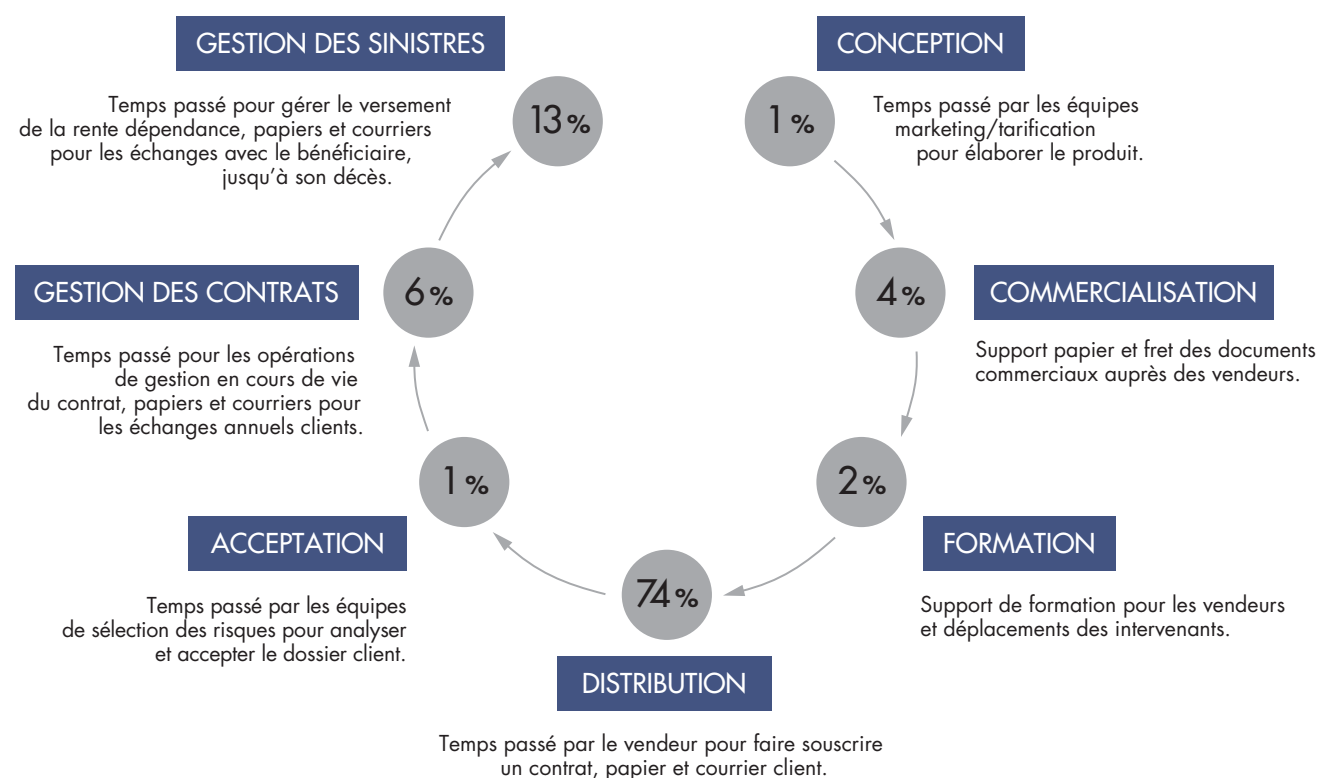 CONCEPTION
1 %
Temps passé par les équipes
marketing/tarification
pour élaborer le produit.
4 %
COMMERCIALISATION
Support papier et fret des documents
commerciaux auprès des vendeurs.
2 %
FORMATION
Support de formation pour les vendeurs
et déplacements des intervenants.
74 %
DISTRIBUTION
Temps passé par le vendeur pour faire souscrire
un contrat, papier et courrier client.
1 %
ACCEPTATION
Temps passé par les équipes
de sélection des risques pour analyser
et accepter le dossier client.
6 %
GESTION DES CONTRATS
Temps passé pour les opérations
de gestion en cours de vie
du contrat, papiers et courriers pour
les échanges annuels clients.
GESTION DES SINISTRES
13 %
Temps passé pour gérer le versement
de la rente dépendance, papiers et courriers
pour les échanges avec le bénéficiaire,
jusqu'à son décès.